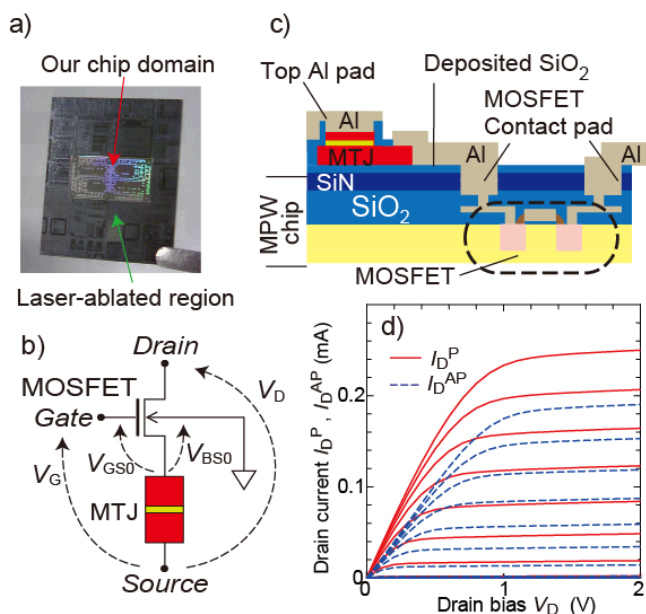 a)
Our chip domain
Laser-ablated region
b)
Drain
MOSFET
Gate
V_D
V_G
V_GS0
V_BS0
MTJ
Source
c)
Top Al pad
Deposited SiO₂
MOSFET
Contact pad
Al
Al
Al
MTJ
SiN
SiO₂
MPW
chip
MOSFET
d)
I_D^P
I_D^AP
Drain current I_D^P , I_D^AP (mA)
0.2
0.1
0
0
1
2
Drain bias V_D (V)